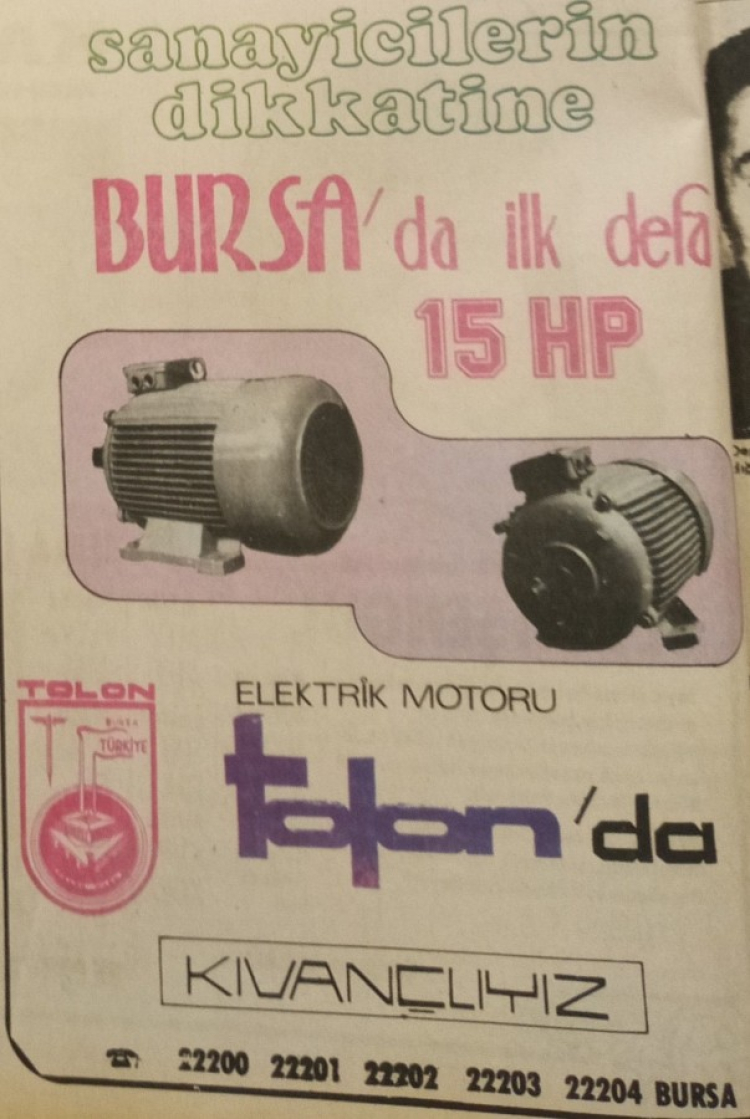 sanayicilerin
dikkatine
BURSA'da ilk defa
15 HP
ELEKTRİK MOTORU
TOLON
BURSA
TÜRKİYE
tolon'da
KIVANÇLIYIZ
22200 22201 22202 22203 22204 BURSA